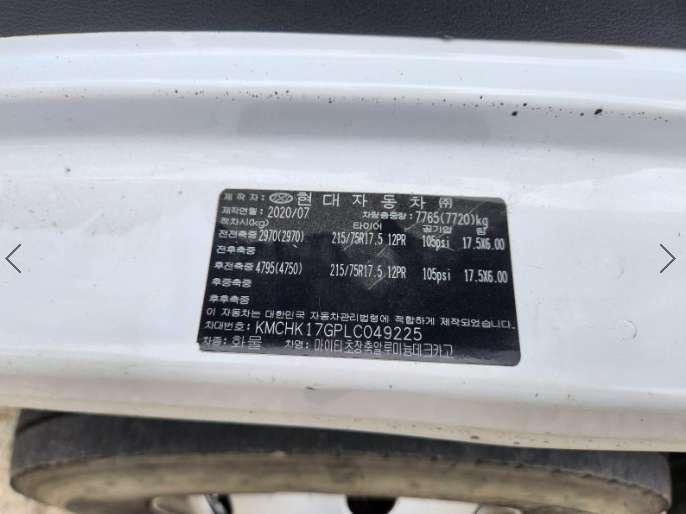 제작자: 현대자동차㈜
제작연월: 2020/07 차량총중량: 7765(7720)kg
적차시(kg) 타이어 공기압 림
전전축중 2970(2970) 215/75R17.5 12PR 105psi 17.5X6.00
전후축중
후전축중 4795(4750) 215/75R17.5 12PR 105psi 17.5X6.00
후중축중
후후축중
이 자동차는 대한민국 자동차관리법령에 적합하게 제작되었습니다.
차대번호: KMCHK17GPLC049225
차종: 화물 차명: 마이티초장축알루미늄데크카고